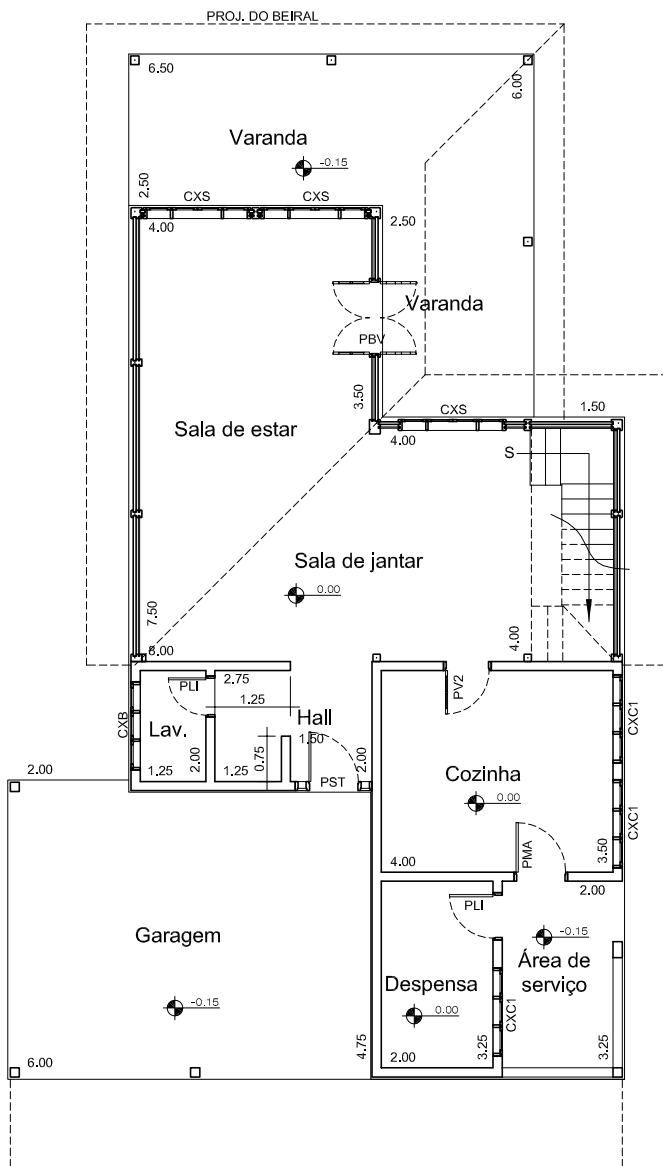 PROJ. DO BEIRAL
6.50
6.00
Varanda
-0.15
2.50
CXS
CXS
4.00
2.50
Varanda
PBV
3.50
CXS
1.50
4.00
Sala de estar
S
Sala de jantar
0.00
7.50
6.00
4.00
PLI
2.75
1.25
PV2
CXC1
CXB
Lav.
Hall
1.50
2.00
0.75
2.00
1.25
1.25
PST
Cozinha
0.00
CXC1
2.00
4.00
PMA
3.50
2.00
PLI
Garagem
-0.15
Área de
serviço
-0.15
Despensa
0.00
CXC1
4.75
3.25
3.25
6.00
2.00